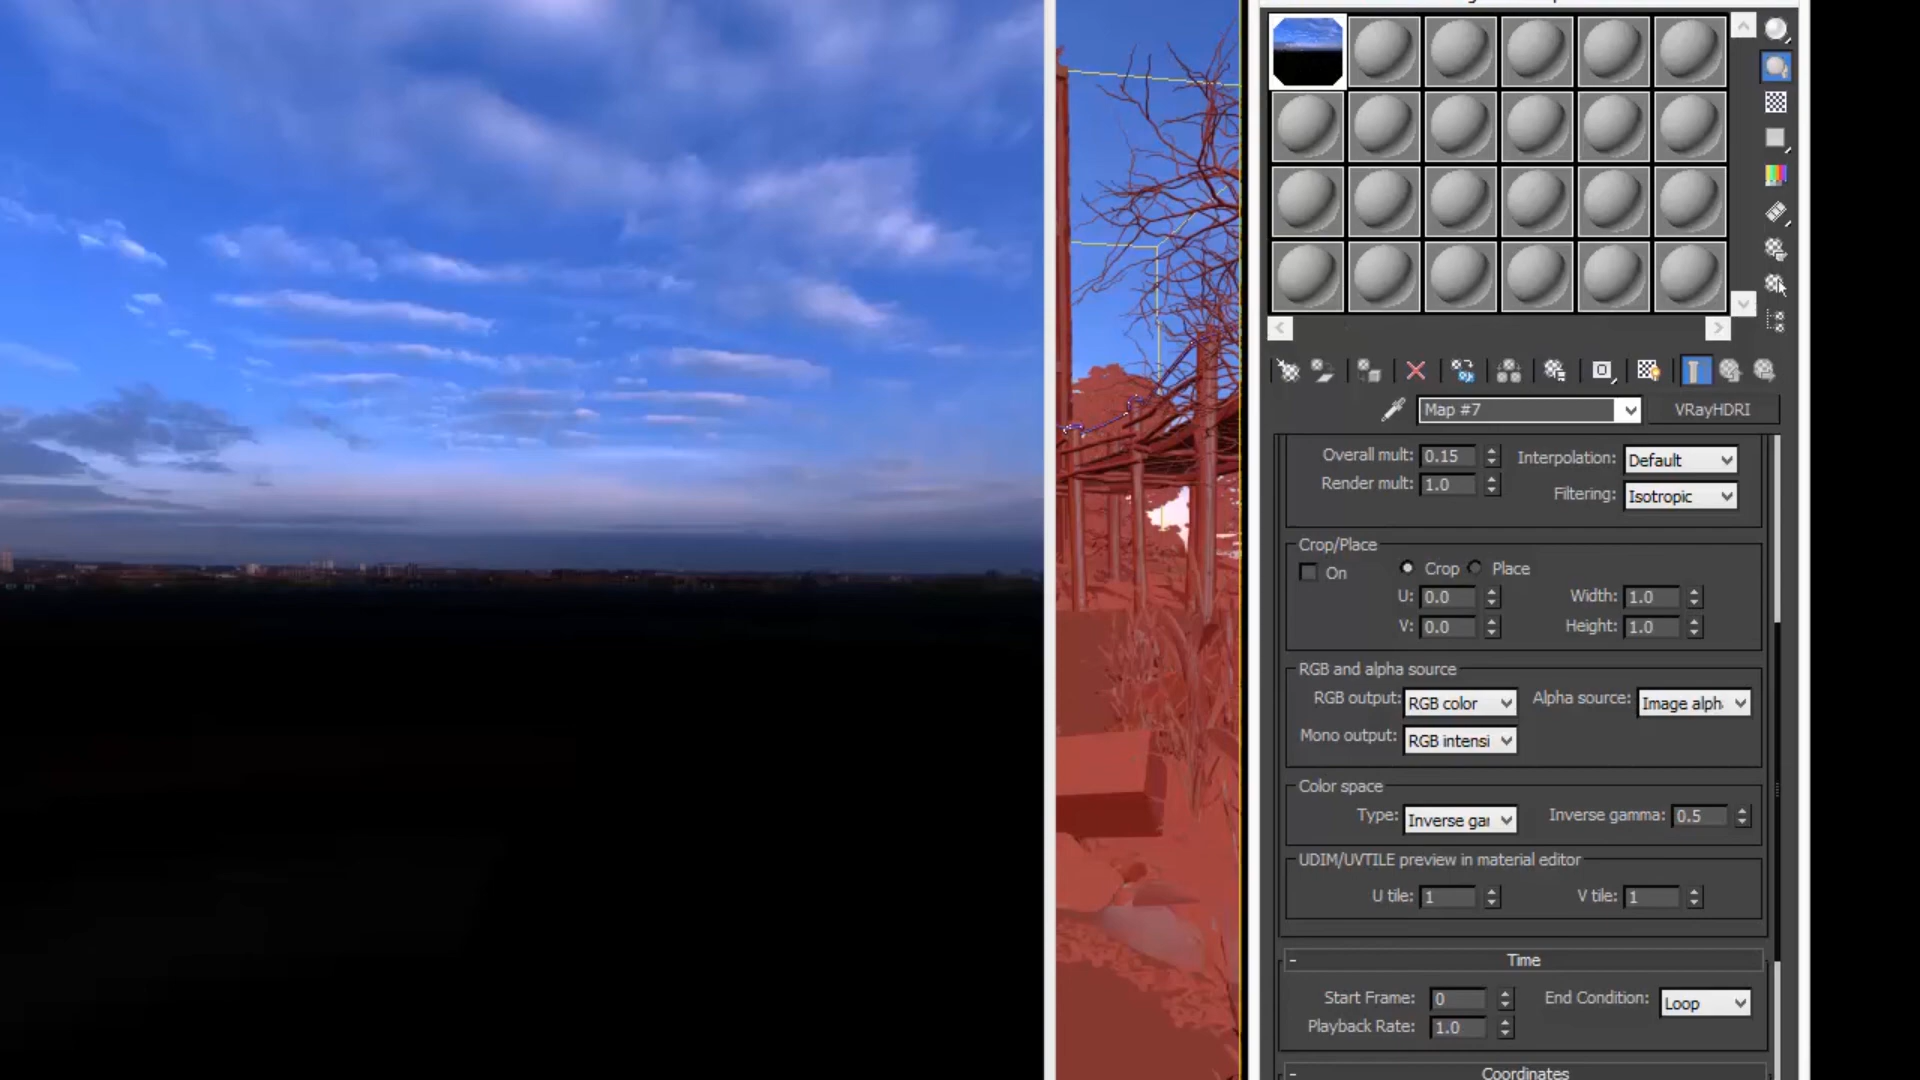 Map #7
VRayHDRI
Overall mult: 0.15 Interpolation: Default
Render mult: 1.0 Filtering: Isotropic
Crop/Place
On Crop Place
U: 0.0 Width: 1.0
V: 0.0 Height: 1.0
RGB and alpha source
RGB output: RGB color Alpha source: Image alph
Mono output: RGB intensi
Color space
Type: Inverse gar Inverse gamma: 0.5
UDIM/UVTILE preview in material editor
U tile: 1 V tile: 1
- Time
Start Frame: 0 End Condition: Loop
Playback Rate: 1.0
- Coordinates